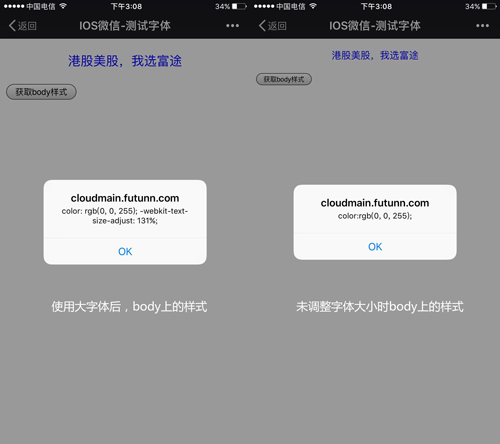 中国电信 下午3:08 34%
返回 IOS微信-测试字体
港股美股，我选富途
获取body样式
cloudmain.futunn.com
color: rgb(0, 0, 255); -webkit-text-
size-adjust: 131%;
OK
使用大字体后，body上的样式
中国电信 下午3:08 34%
返回 IOS微信-测试字体
港股美股，我选富途
获取body样式
cloudmain.futunn.com
color:rgb(0, 0, 255);
OK
未调整字体大小时body上的样式